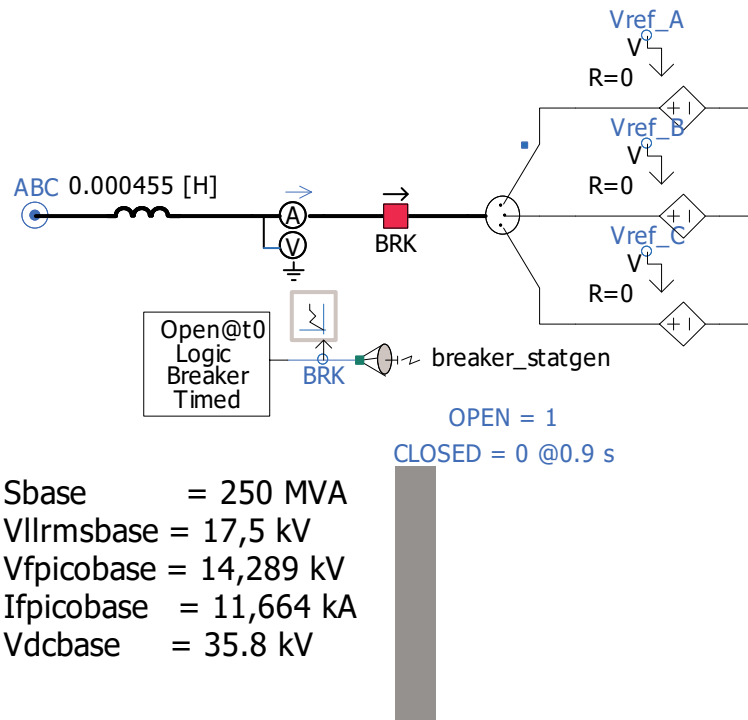 Vref_A
V
R=0
+
Vref_B
V
R=0
+
ABC 0.000455 [H]
A
V
BRK
Vref_C
V
R=0
+
Open@t0
Logic
Breaker
Timed
BRK
breaker_statgen
OPEN = 1
CLOSED = 0 @0.9 s
Sbase = 250 MVA
Vllrmsbase = 17,5 kV
Vfpicobase = 14,289 kV
Ifpicobase = 11,664 kA
Vdcbase = 35.8 kV